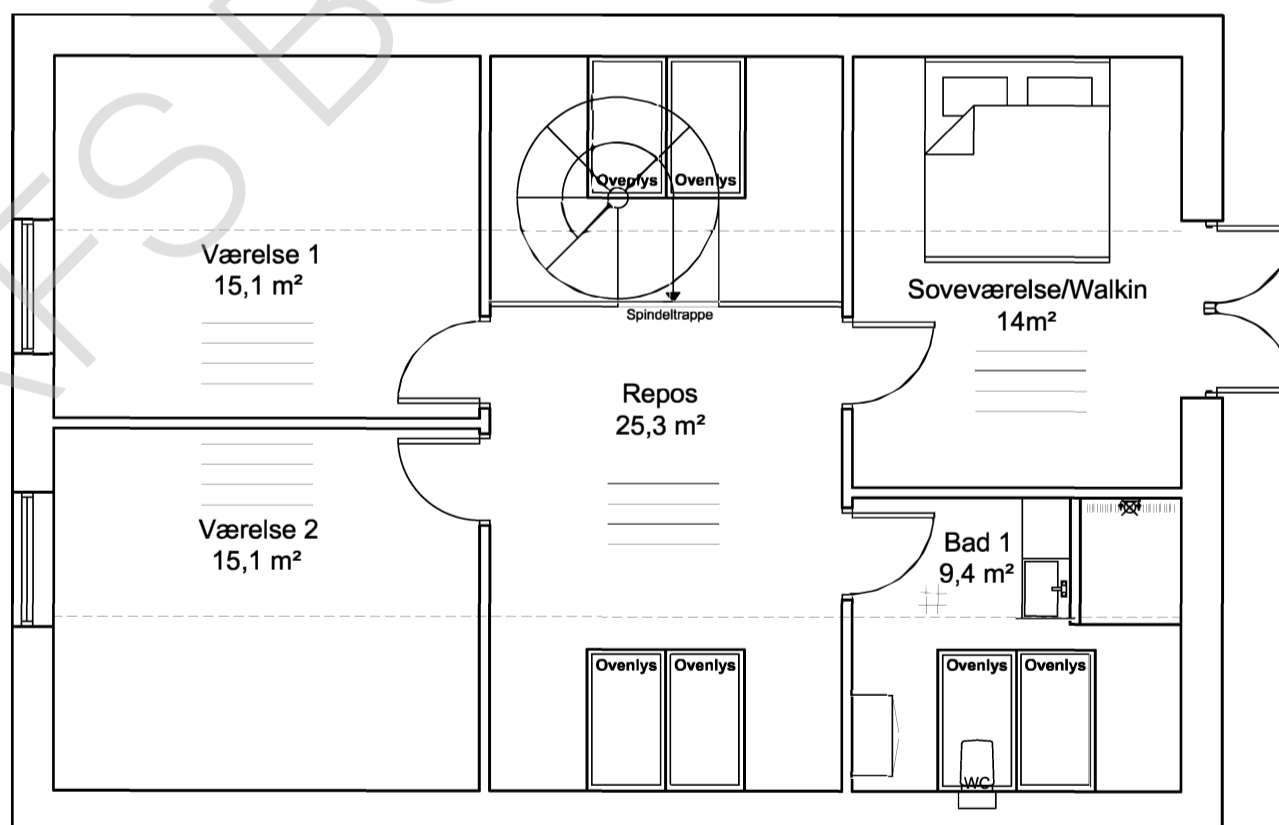 Ovenlys Ovenlys
Værelse 1
15,1 m²
Spindeltrappe
Soveværelse/Walkin
14m²
Repos
25,3 m²
Værelse 2
15,1 m²
Bad 1
9,4 m²
Ovenlys Ovenlys
Ovenlys Ovenlys
WC